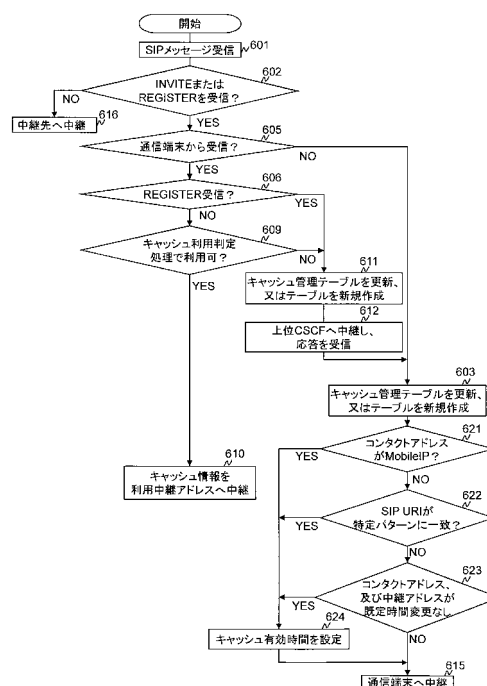 開始
SIPメッセージ受信
601
602
INVITEまたは
REGISTERを受信？
NO
YES
中継先へ中継
616
605
通信端末から受信？
NO
YES
606
REGISTER受信？
YES
NO
609
キャッシュ利用判定
処理で利用可？
NO
YES
611
キャッシュ管理テーブルを更新、
又はテーブルを新規作成
612
上位CSCFへ中継し、
応答を受信
603
キャッシュ管理テーブルを更新、
又はテーブルを新規作成
621
コンタクトアドレス
がMobileIP？
YES
NO
610
キャッシュ情報を
利用中継アドレスへ中継
622
SIP URIが
特定パターンに一致？
YES
NO
623
コンタクトアドレス、
及び中継アドレスが
既定時間変更なし
YES
NO
624
キャッシュ有効時間を設定
615
通信端末へ中継